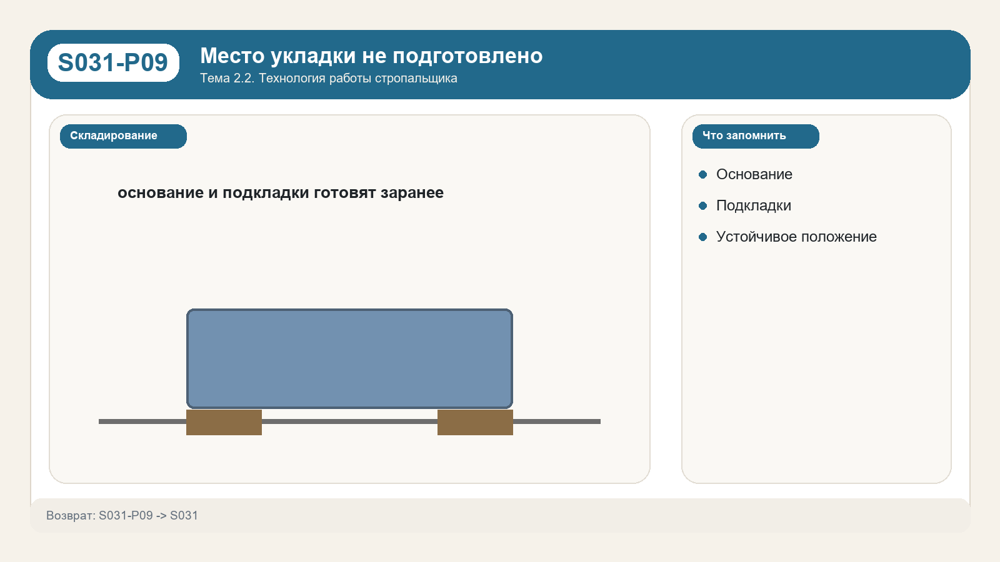 S031-P09
Место укладки не подготовлено
Тема 2.2. Технология работы стропальщика
Складирование
основание и подкладки готовят заранее
Что запомнить
Основание
Подкладки
Устойчивое положение
Возврат: S031-P09 -> S031